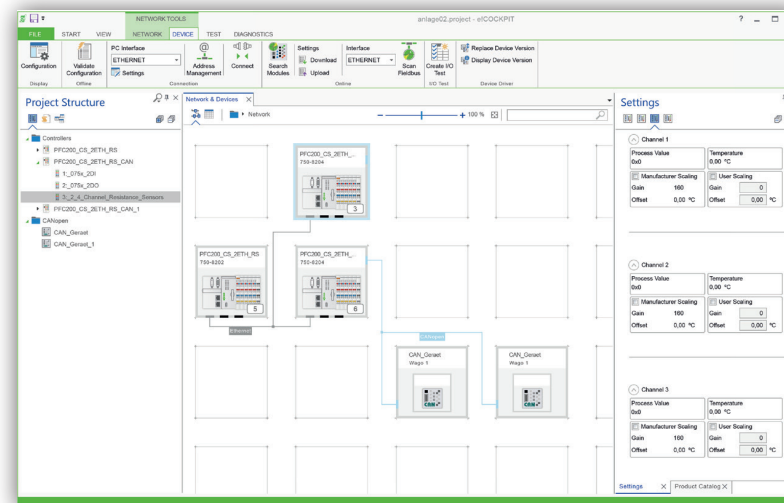 NETWORK TOOLS
anlago02.project - e!COCKPIT
FILE START VIEW NETWORK DEVICE TEST DIAGNOSTICS
PC Interface
ETHERNET
Settings
Configuration
Validate
Configuration
Address
Management
Connect
Search
Modules
Settings
Download
Upload
Interface
ETHERNET
Scan
Fieldbus
Create I/O
Test
Replace Device Version
Display Device Version
Display Offline Connection Online I/O Test Device Driver
Project Structure
Controllers
PFC200_CS_2ETH_RS
PFC200_CS_2ETH_RS_CAN
1:_075x_2DI
2:_075x_2DO
3:_2_4_Channel_Resistance_Sensors
PFC200_CS_2ETH_RS_CAN_1
CANopen
CAN_Geraet
CAN_Geraet_1
Network & Devices
Network
100 %
PFC200_CS_2ETH_...
750-8204
3
PFC200_CS_2ETH_RS
750-8202
5
PFC200_CS_2ETH_...
750-8204
6
Ethernet
CANopen
CAN_Geraet
Wago 1
CAN
CAN_Geraet
Wago 1
CAN
Settings
Channel 1
Process Value Temperature
0x0 0,00 °C
Manufacturer Scaling User Scaling
Gain 160 Gain 0
Offset 0,00 °C Offset 0,00 °C
Channel 2
Process Value Temperature
0x0 0,00 °C
Manufacturer Scaling User Scaling
Gain 160 Gain 0
Offset 0,00 °C Offset 0,00 °C
Channel 3
Process Value Temperature
0x0 0,00 °C
Manufacturer Scaling User Scaling
Gain 160 Gain 0
Offset 0,00 °C Offset 0,00 °C
Settings Product Catalog